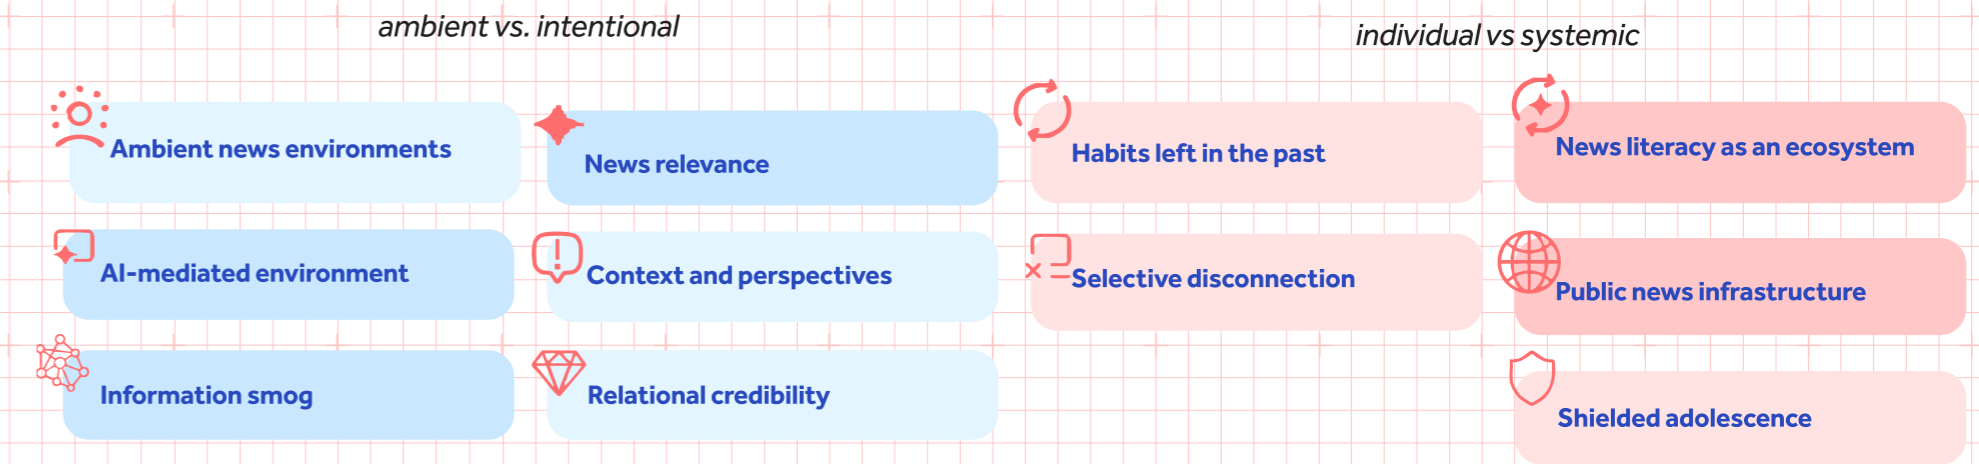 ambient vs. intentional
individual vs systemic
Ambient news environments
News relevance
Habits left in the past
News literacy as an ecosystem
AI-mediated environment
Context and perspectives
Selective disconnection
Public news infrastructure
Information smog
Relational credibility
Shielded adolescence